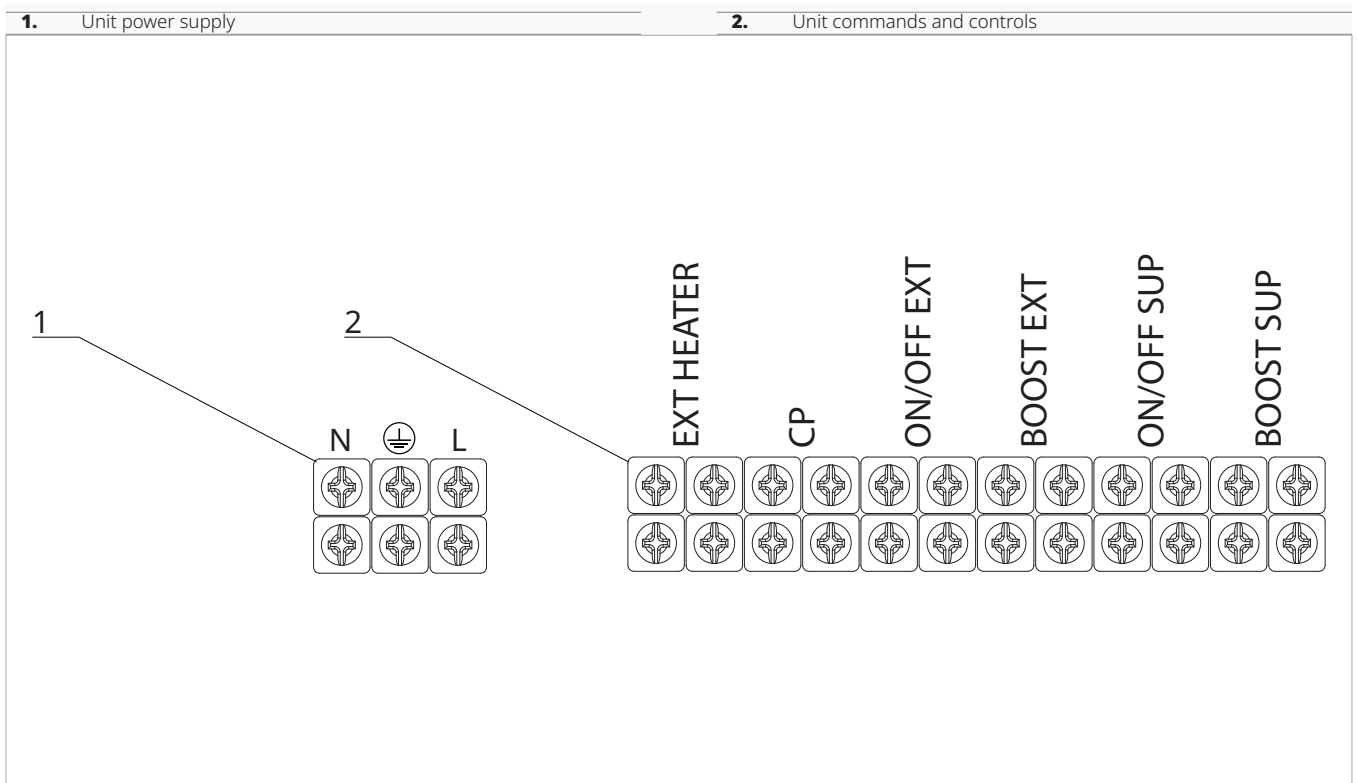 1. Unit power supply
2. Unit commands and controls
1
2
N
L
EXT HEATER
CP
ON/OFF EXT
BOOST EXT
ON/OFF SUP
BOOST SUP